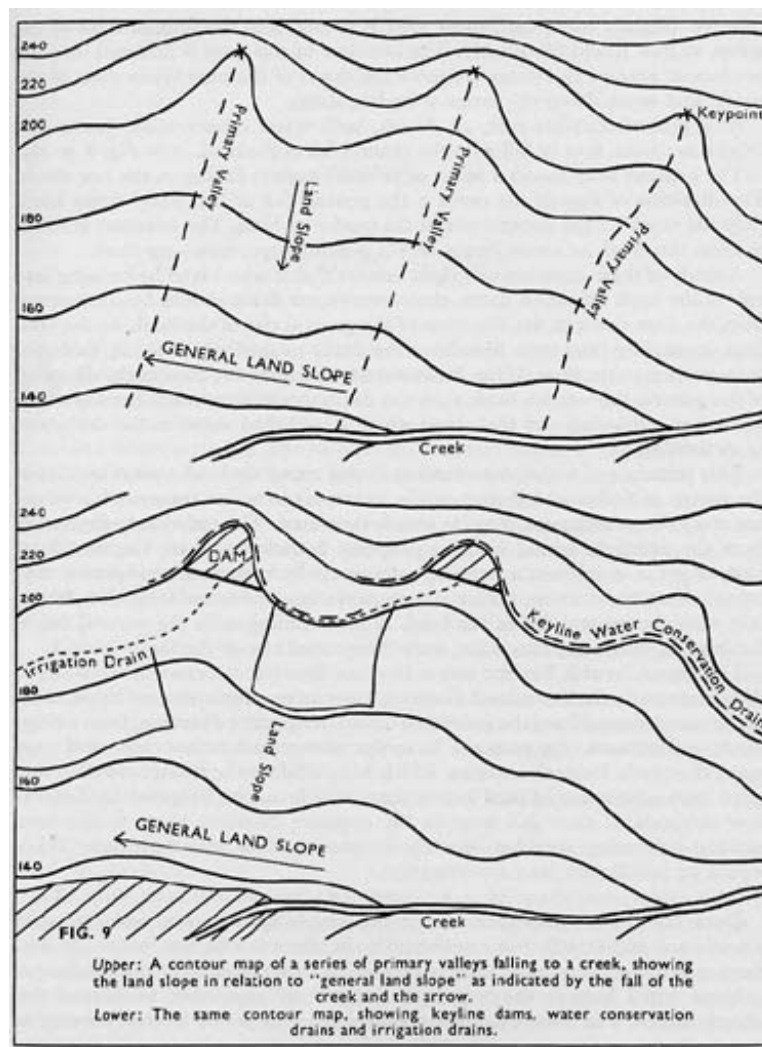 240
220
200
180
160
140
Primary Valley
Primary Valley
Primary Valley
Keypoint
Land Slope
GENERAL LAND SLOPE
Creek
240
220
200
180
160
140
DAM
Irrigation Drain
Keyline Water Conservation Drain
Land Slope
GENERAL LAND SLOPE
Creek
FIG. 9
Upper: A contour map of a series of primary valleys falling to a creek, showing
the land slope in relation to "general land slope" as indicated by the fall of the
creek and the arrow.
Lower: The same contour map, showing keyline dams, water conservation
drains and irrigation drains.